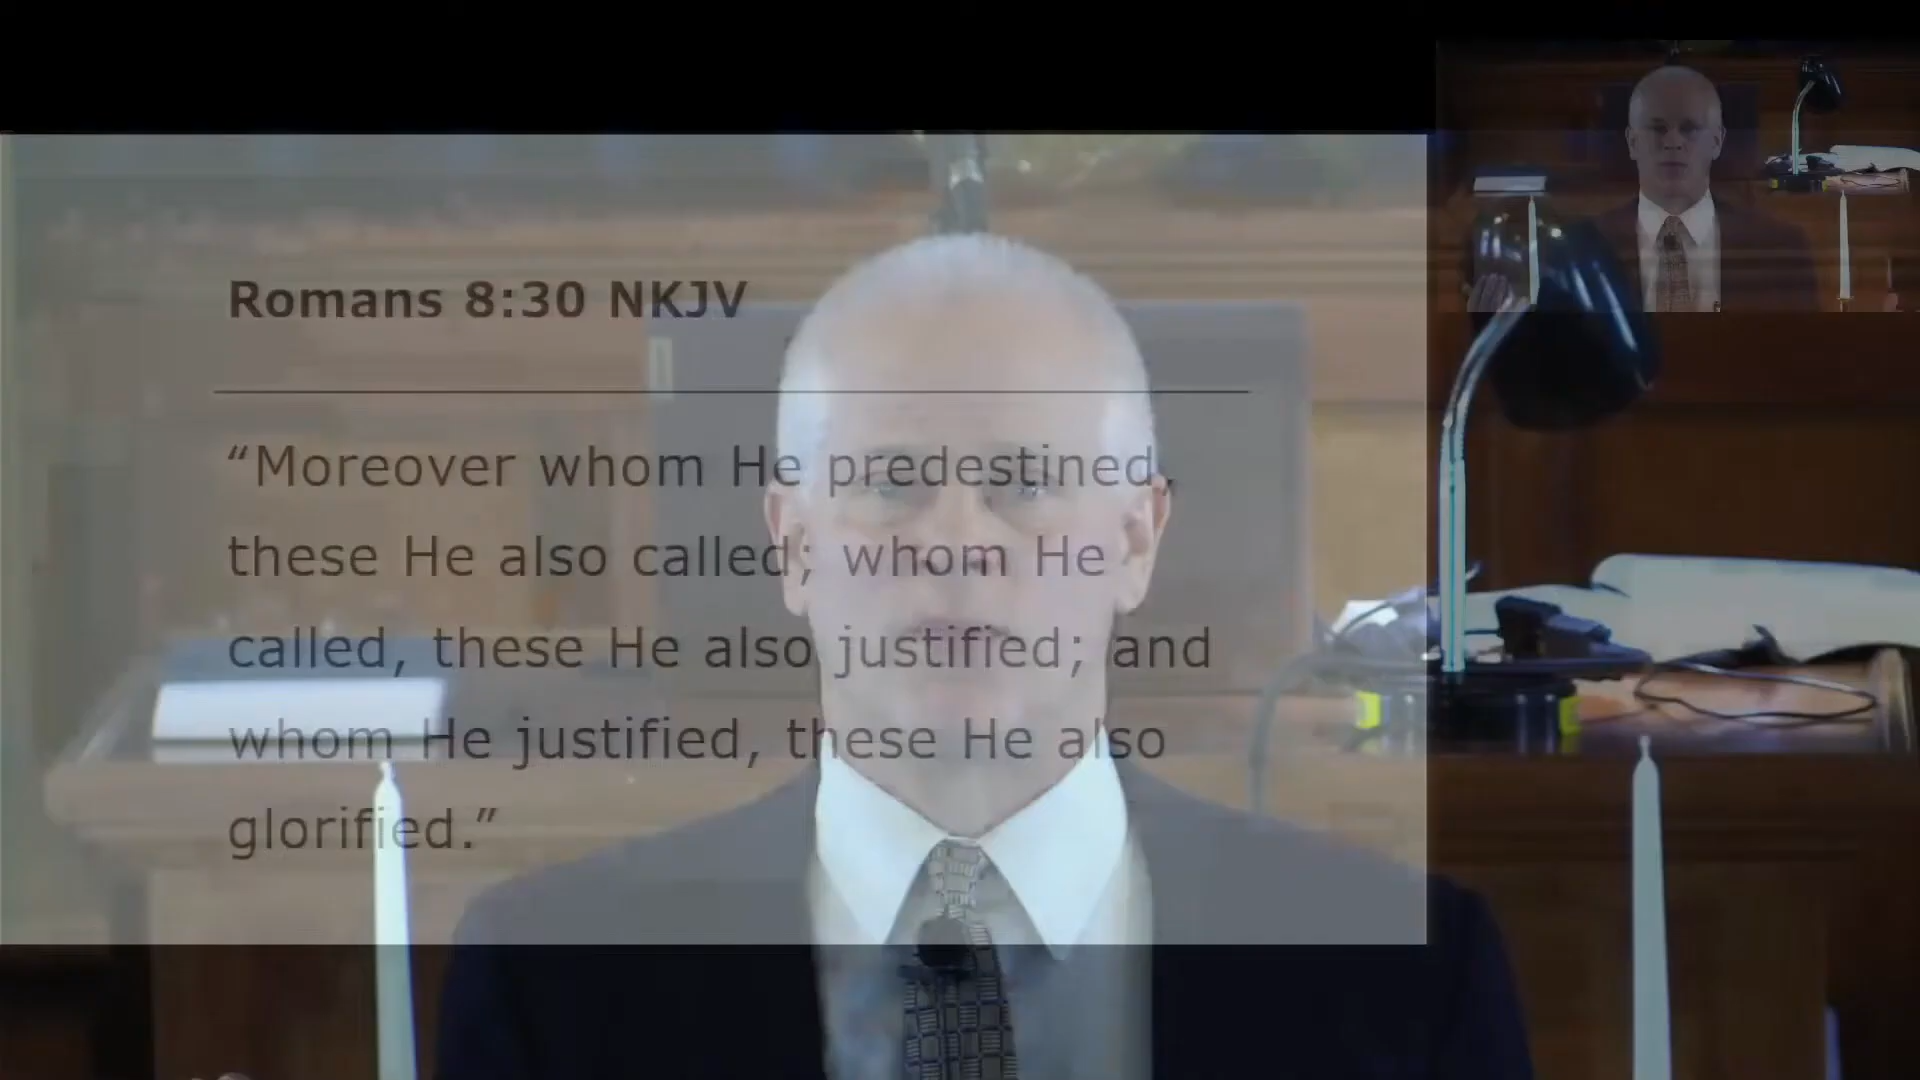 Romans 8:30 NKJV
“Moreover whom He predestined,
these He also called; whom He
called, these He also justified; and
whom He justified, these He also
glorified.”